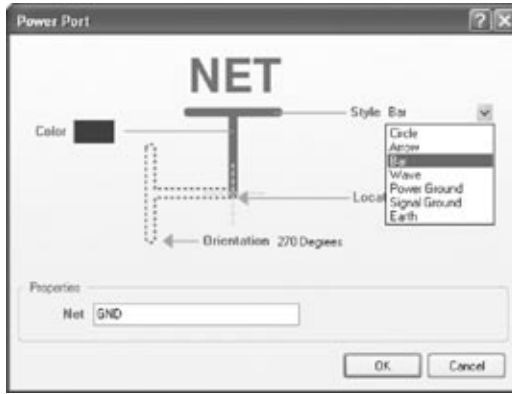 Power Port
NET
Style Bar
Color
Circle
Arrow
Bar
Wave
Power Ground
Signal Ground
Earth
Locat
Orientation 270 Degrees
Properties
Net GND
OK Cancel